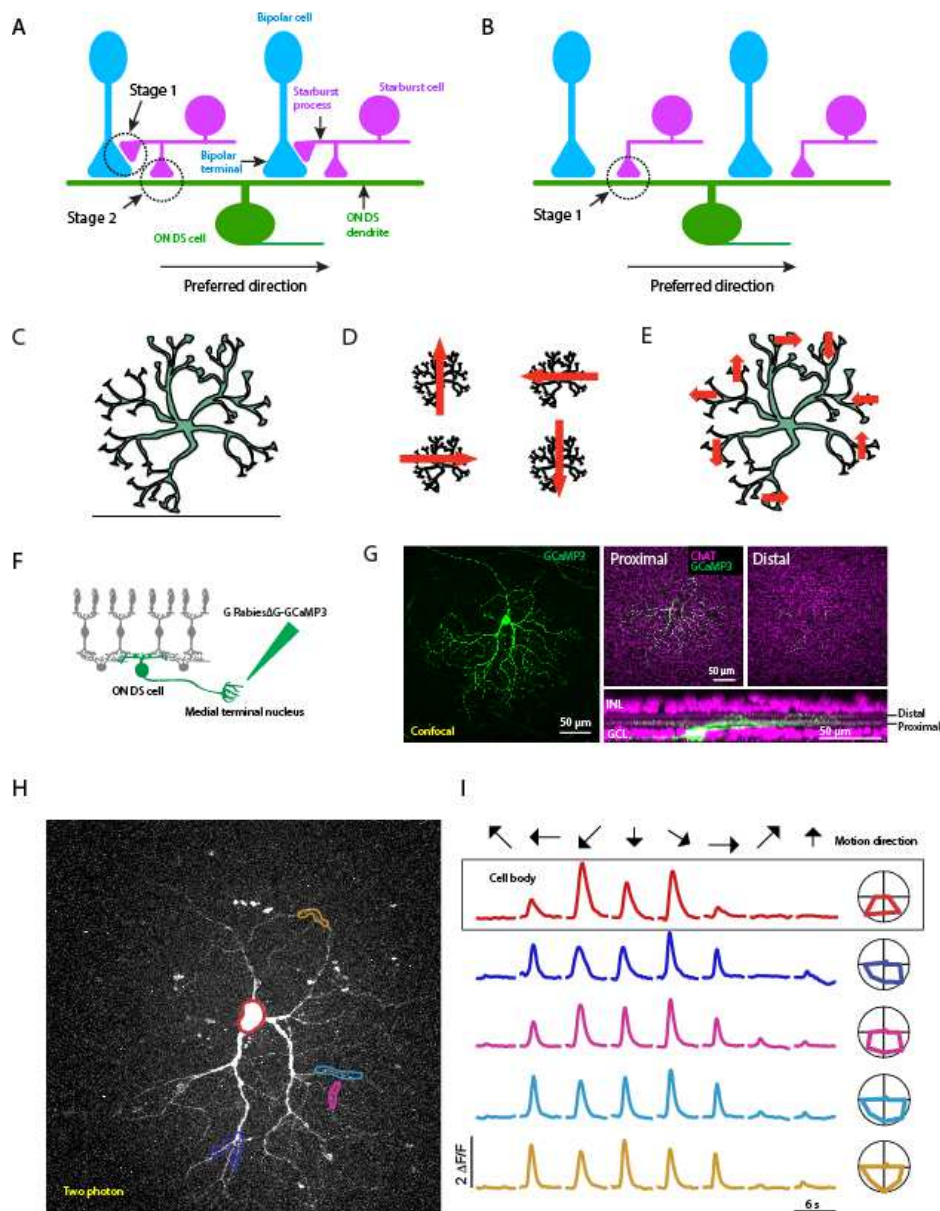 A
Bipolar cell
Stage 1
Starburst process
Starburst cell
Bipolar terminal
Stage 2
ON DS cell
ON DS dendrite
Preferred direction
B
Stage 1
Preferred direction
C
D
E
F
G RabiesΔG-GCaMP3
ON DS cell
Medial terminal nucleus
G
GCaMP3
50 µm
Confocal
Proximal
ChAT
GCaMP3
50 µm
Distal
INL
GCL
50 µm
Distal
Proximal
H
Two photon
I
Motion direction
Cell body
2 ΔF/F
6 s